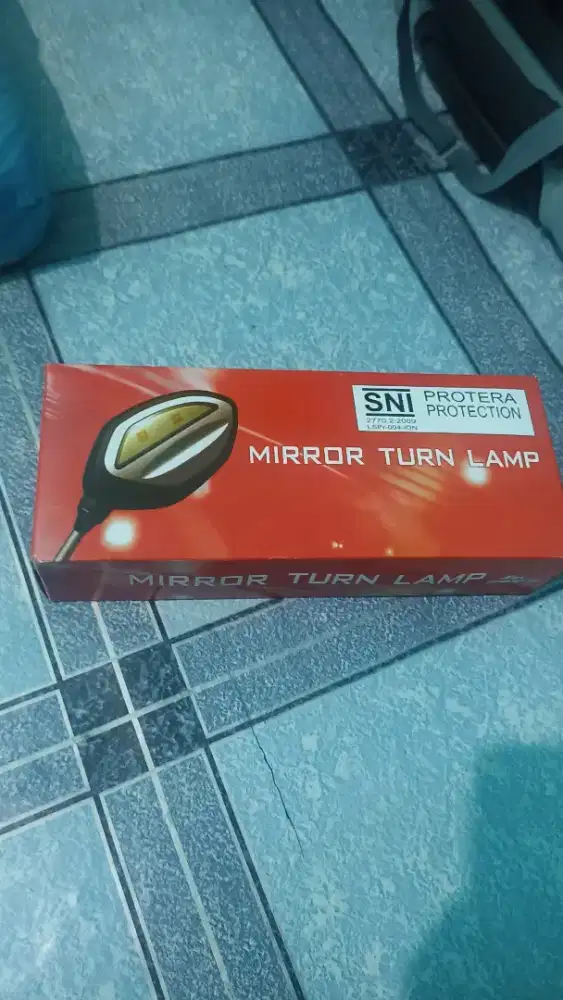 SNI
2770.2-2009
LSPr-004-IDN
PROTERA
PROTECTION
MIRROR TURN LAMP
MIRROR TURN LAMP